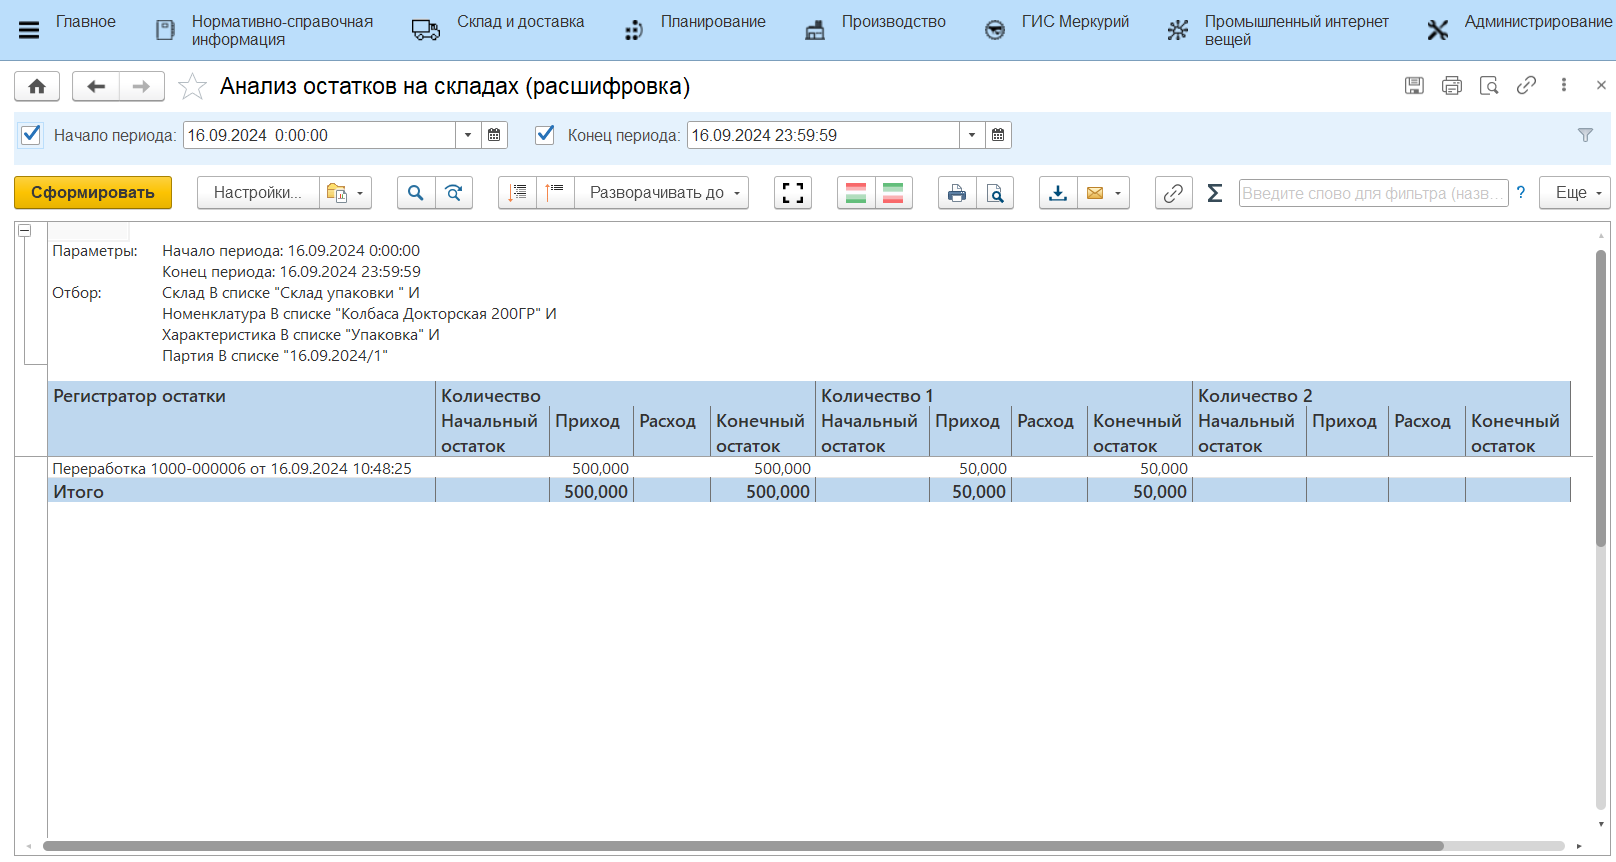 Главное
Нормативно-справочная
информация
Склад и доставка
Планирование
Производство
ГИС Меркурий
Промышленный интернет
вещей
Администрирование
Анализ остатков на складах (расшифровка)
Начало периода: 16.09.2024 0:00:00
Конец периода: 16.09.2024 23:59:59
Сформировать
Настройки...
Разворачивать до
Σ
Введите слово для фильтра (назв...
?
Еще
Параметры: Начало периода: 16.09.2024 0:00:00
Конец периода: 16.09.2024 23:59:59
Отбор: Склад В списке "Склад упаковки " И
Номенклатура В списке "Колбаса Докторская 200ГР" И
Характеристика В списке "Упаковка" И
Партия В списке "16.09.2024/1"
Регистратор остатки Количество Количество 1 Количество 2
Начальный Приход Расход Конечный Начальный Приход Расход Конечный Начальный Приход Расход Конечный
остаток остаток остаток остаток остаток остаток
Переработка 1000-000006 от 16.09.2024 10:48:25 500,000 500,000 50,000 50,000
Итого 500,000 500,000 50,000 50,000